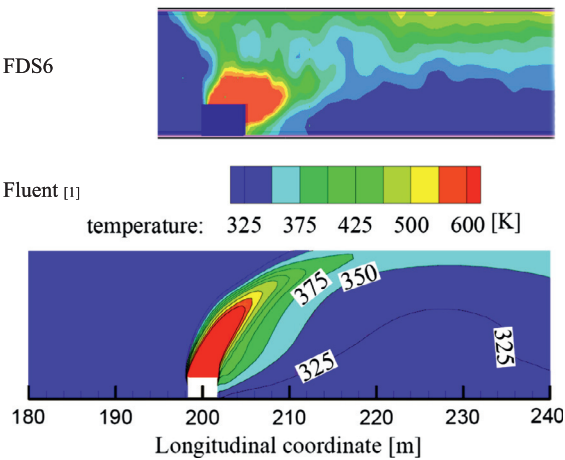 FDS6
Fluent [1]
temperature: 325 375 425 500 600 [K]
375
350
325
325
180 190 200 210 220 230 240
Longitudinal coordinate [m]